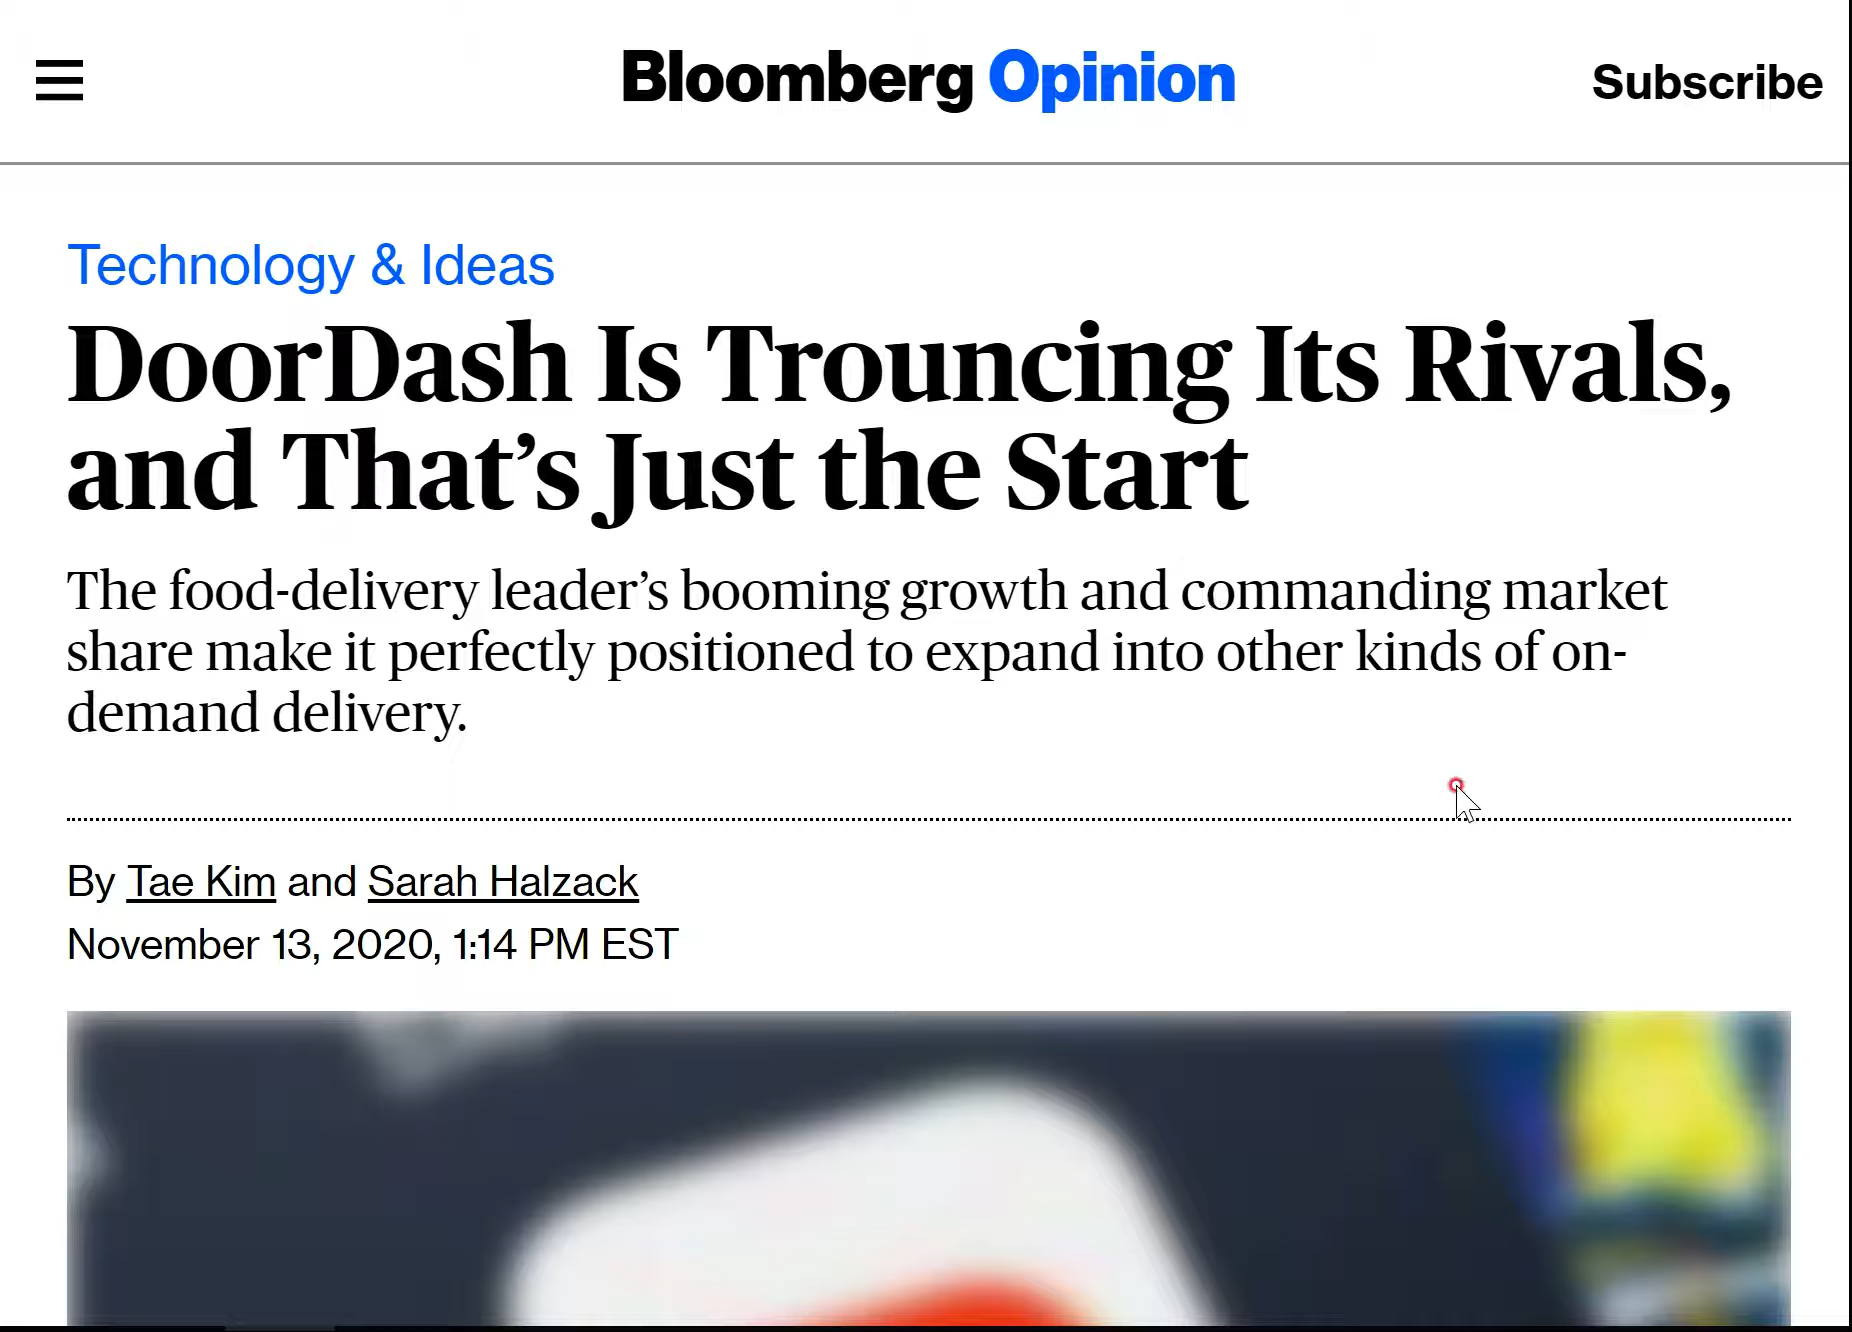 Bloomberg Opinion
Subscribe
Technology & Ideas
DoorDash Is Trouncing Its Rivals,
and That’s Just the Start
The food-delivery leader’s booming growth and commanding market
share make it perfectly positioned to expand into other kinds of on-
demand delivery.
By Tae Kim and Sarah Halzack
November 13, 2020, 1:14 PM EST